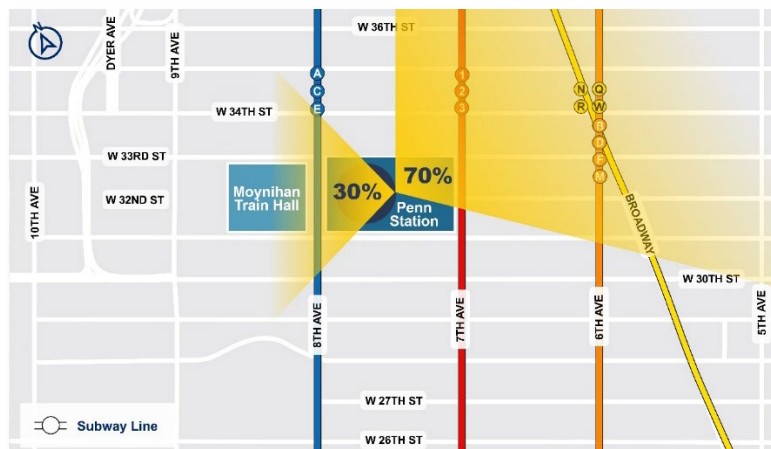 N
DYER AVE
9TH AVE
W 36TH ST
A
C
E
1
2
3
N
Q
R
W
B
D
F
M
W 34TH ST
W 33RD ST
W 32ND ST
10TH AVE
Moynihan
Train Hall
30%
70%
Penn
Station
BROADWAY
W 30TH ST
8TH AVE
7TH AVE
6TH AVE
5TH AVE
W 27TH ST
W 26TH ST
Subway Line